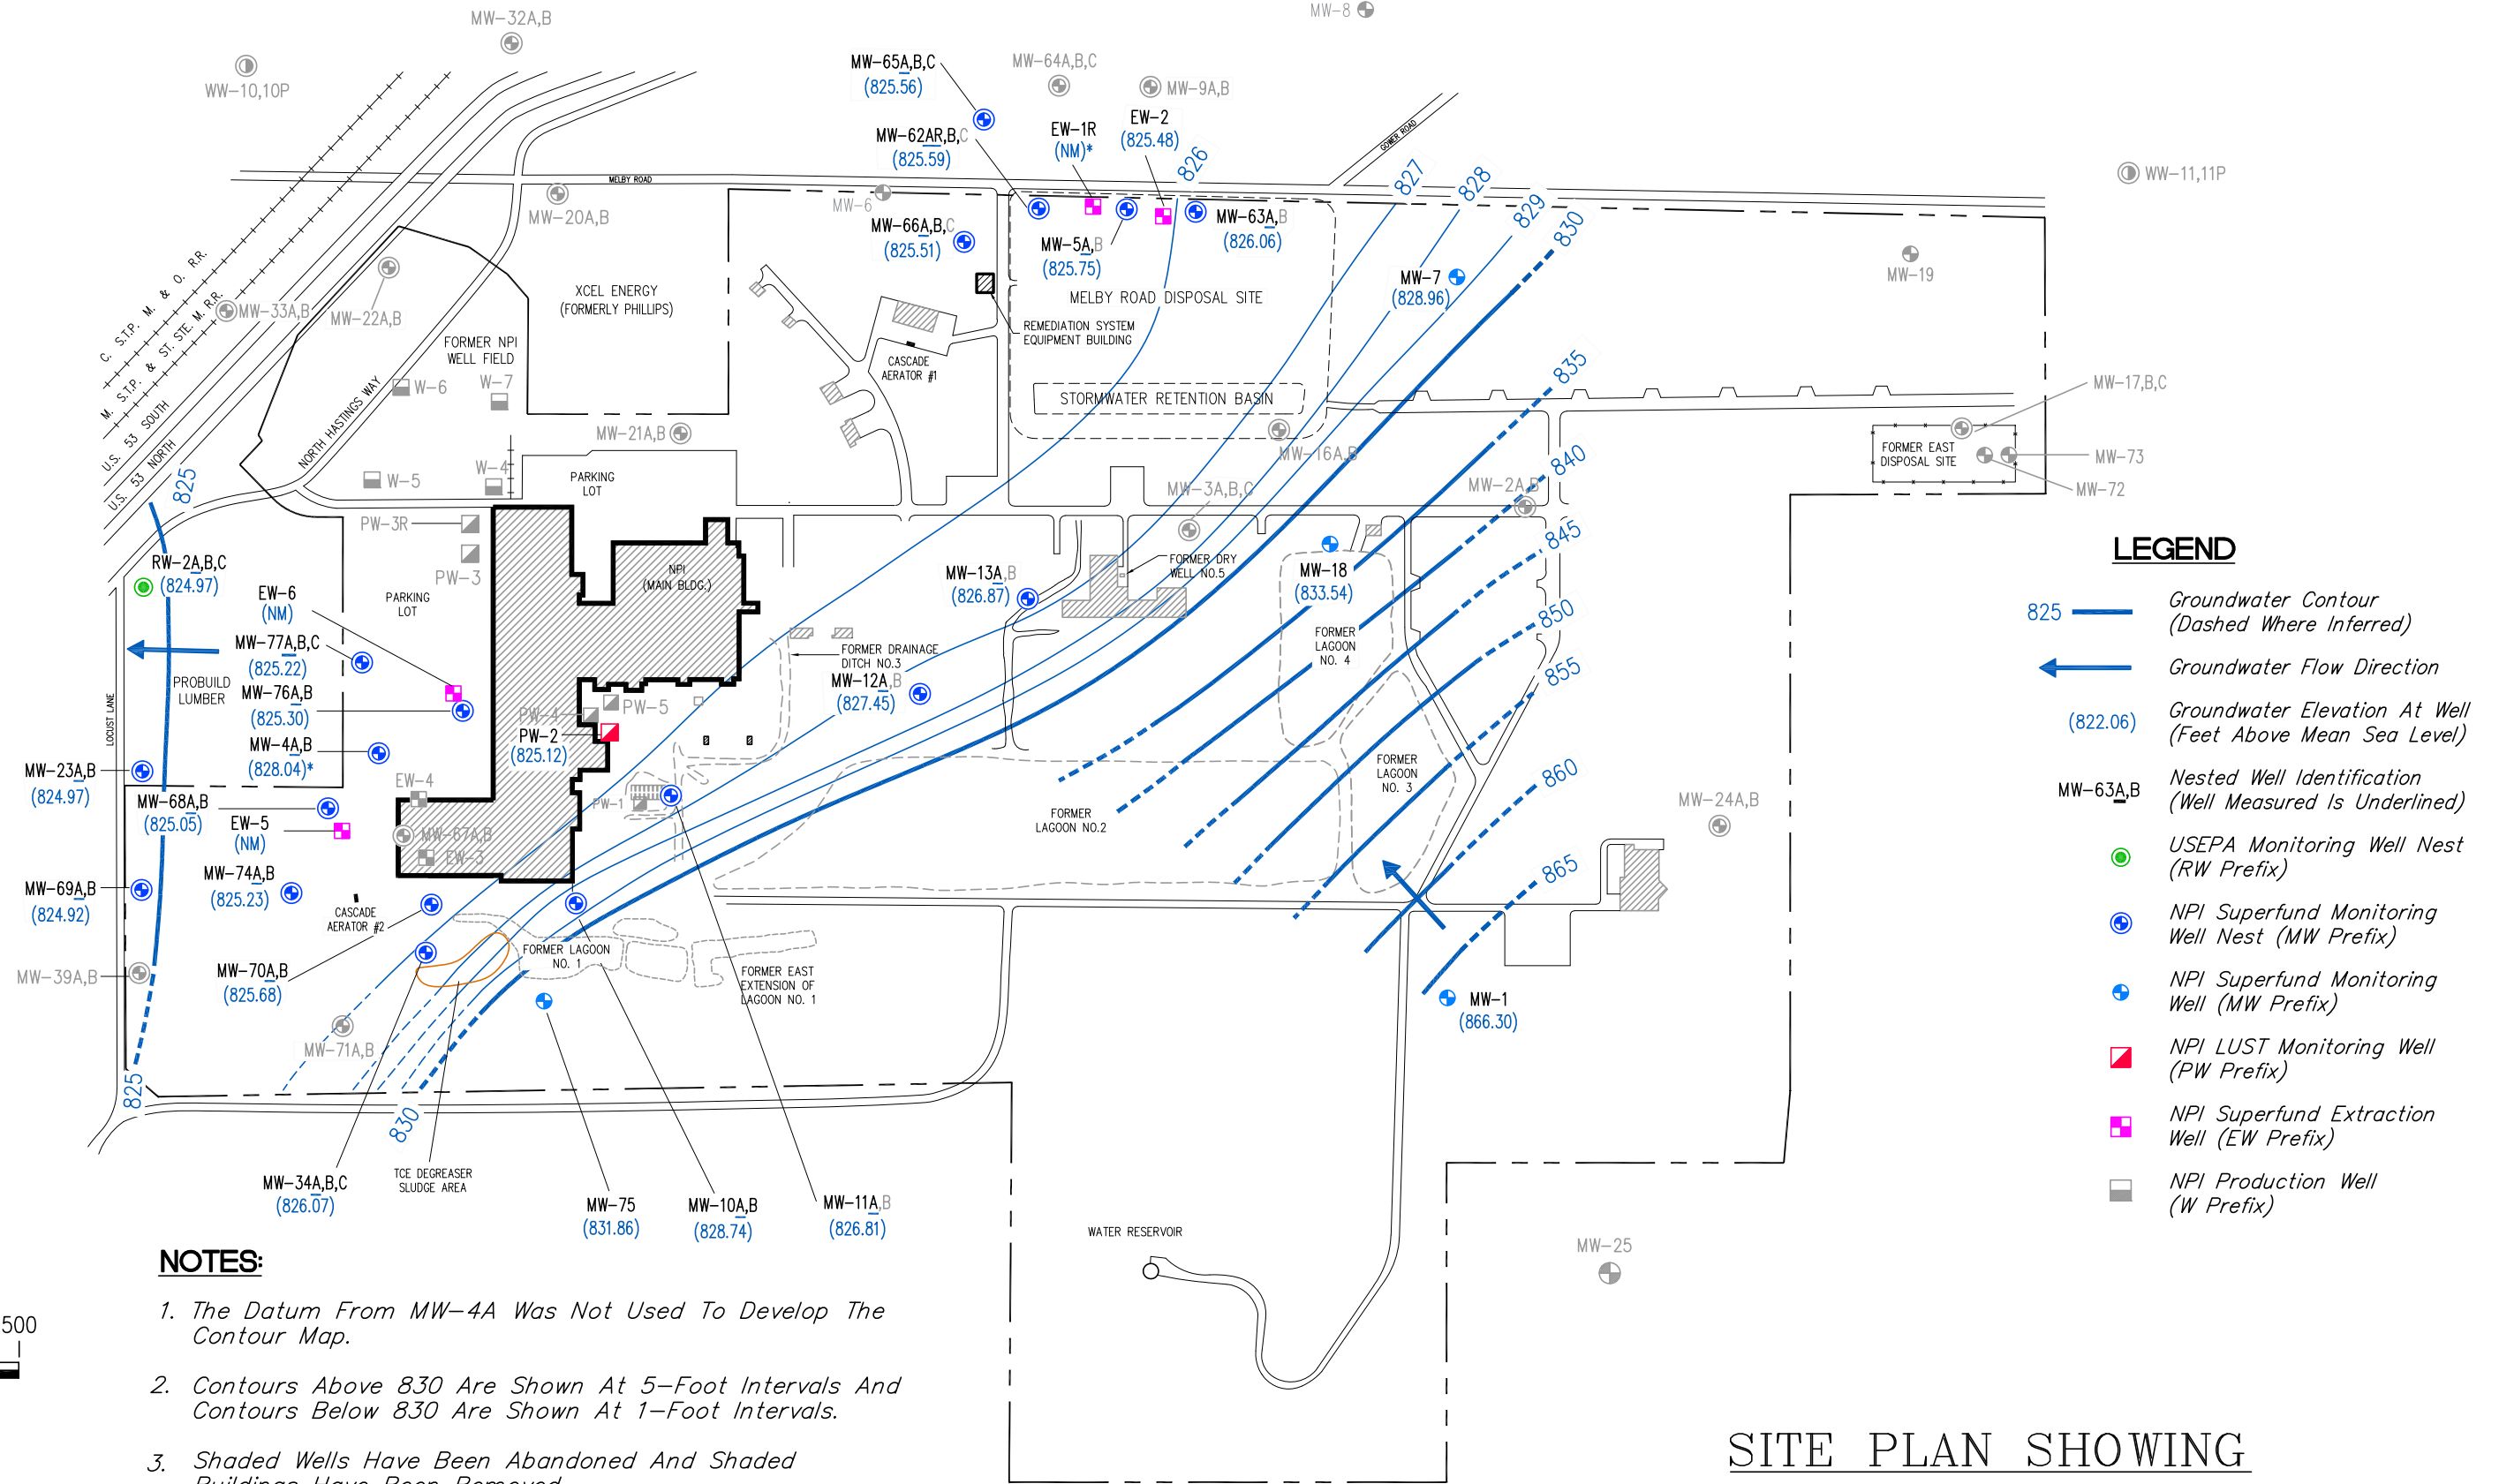 MW-32A,B
MW-8
WW-10,10P
MW-65A,B,C
(825.56)
MW-64A,B,C
MW-9A,B
EW-2
(825.48)
EW-1R
(NM)*
MW-62AR,B,C
(825.59)
826
GOWER ROAD
827
828
829
830
WW-11,11P
MELBY ROAD
MW-20A,B
MW-6
MW-66A,B,C
(825.51)
MW-5A,B
(825.75)
MW-63A,B
(826.06)
MW-7
(828.96)
MW-19
C. S.T.P. M. & O. R.R.
M. S.T.P. & ST. STE. M. R.R.
U.S. 53 SOUTH
U.S. 53 NORTH
MW-33A,B
MW-22A,B
XCEL ENERGY
(FORMERLY PHILLIPS)
MELBY ROAD DISPOSAL SITE
REMEDIATION SYSTEM
EQUIPMENT BUILDING
FORMER NPI
WELL FIELD
W-6
W-7
NORTH HASTINGS WAY
CASCADE
AERATOR #1
STORMWATER RETENTION BASIN
835
MW-17,B,C
MW-21A,B
MW-16A,B
840
FORMER EAST
DISPOSAL SITE
MW-73
MW-72
825
W-5
W-4
PARKING
LOT
MW-3A,B,C
MW-2A,B
845
PW-3R
PW-3
RW-2A,B,C
(824.97)
NPI
(MAIN BLDG.)
FORMER DRY
WELL NO.5
MW-13A,B
(826.87)
MW-18
(833.54)
850
EW-6
(NM)
PARKING
LOT
FORMER
LAGOON
NO. 4
MW-77A,B,C
(825.22)
FORMER DRAINAGE
DITCH NO.3
855
PROBUILD
LUMBER
LOCUST LANE
MW-76A,B
(825.30)
MW-12A,B
(827.45)
PW-4
PW-5
PW-2
(825.12)
MW-4A,B
(828.04)*
MW-23A,B
(824.97)
EW-4
FORMER
LAGOON
NO. 3
860
MW-68A,B
(825.05)
PW-1
EW-5
(NM)
MW-67A,B
EW-3
FORMER
LAGOON NO.2
MW-24A,B
865
MW-74A,B
(825.23)
MW-69A,B
(824.92)
CASCADE
AERATOR #2
FORMER LAGOON
NO. 1
MW-39A,B
MW-70A,B
(825.68)
FORMER EAST
EXTENSION OF
LAGOON NO. 1
MW-1
(866.30)
MW-71A,B
825
830
TCE DEGREASER
SLUDGE AREA
MW-34A,B,C
(826.07)
MW-75
(831.86)
MW-10A,B
(828.74)
MW-11A,B
(826.81)
WATER RESERVOIR
MW-25
LEGEND
825
Groundwater Contour
(Dashed Where Inferred)
Groundwater Flow Direction
(822.06)
Groundwater Elevation At Well
(Feet Above Mean Sea Level)
MW-63A,B
Nested Well Identification
(Well Measured Is Underlined)
USEPA Monitoring Well Nest
(RW Prefix)
NPI Superfund Monitoring
Well Nest (MW Prefix)
NPI Superfund Monitoring
Well (MW Prefix)
NPI LUST Monitoring Well
(PW Prefix)
NPI Superfund Extraction
Well (EW Prefix)
NPI Production Well
(W Prefix)
NOTES:
1. The Datum From MW-4A Was Not Used To Develop The
Contour Map.
2. Contours Above 830 Are Shown At 5-Foot Intervals And
Contours Below 830 Are Shown At 1-Foot Intervals.
3. Shaded Wells Have Been Abandoned And Shaded
Buildings Have Been Removed
500
SITE PLAN SHOWING